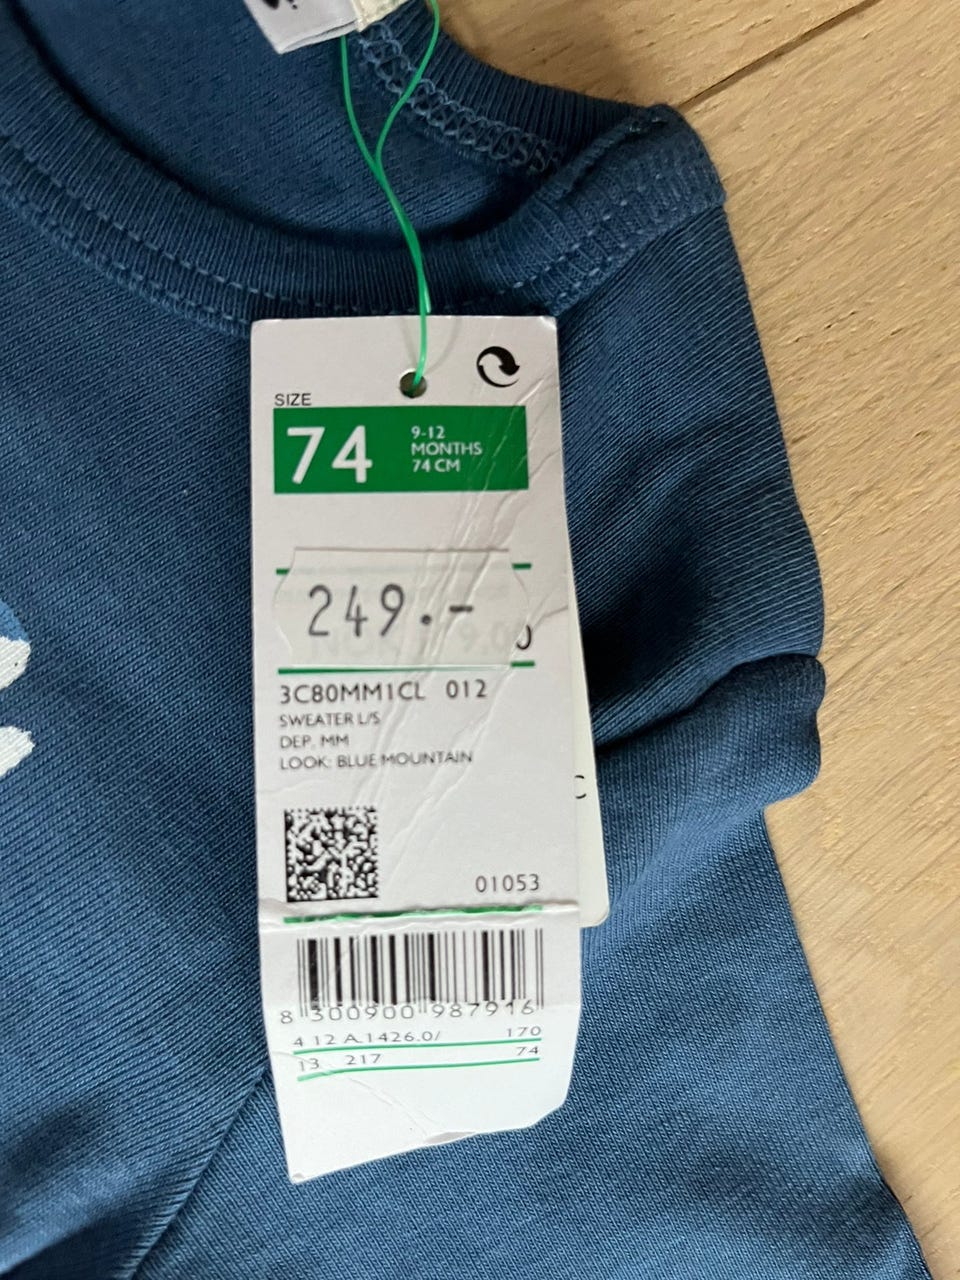 SIZE
74
9-12
MONTHS
74 CM
249.-
3C80MM1CL 012
SWEATER L/S
DEP. MM
LOOK: BLUE MOUNTAIN
01053
8 300900 987916
4 12 A.1426.0/ 170
13 217 74
C